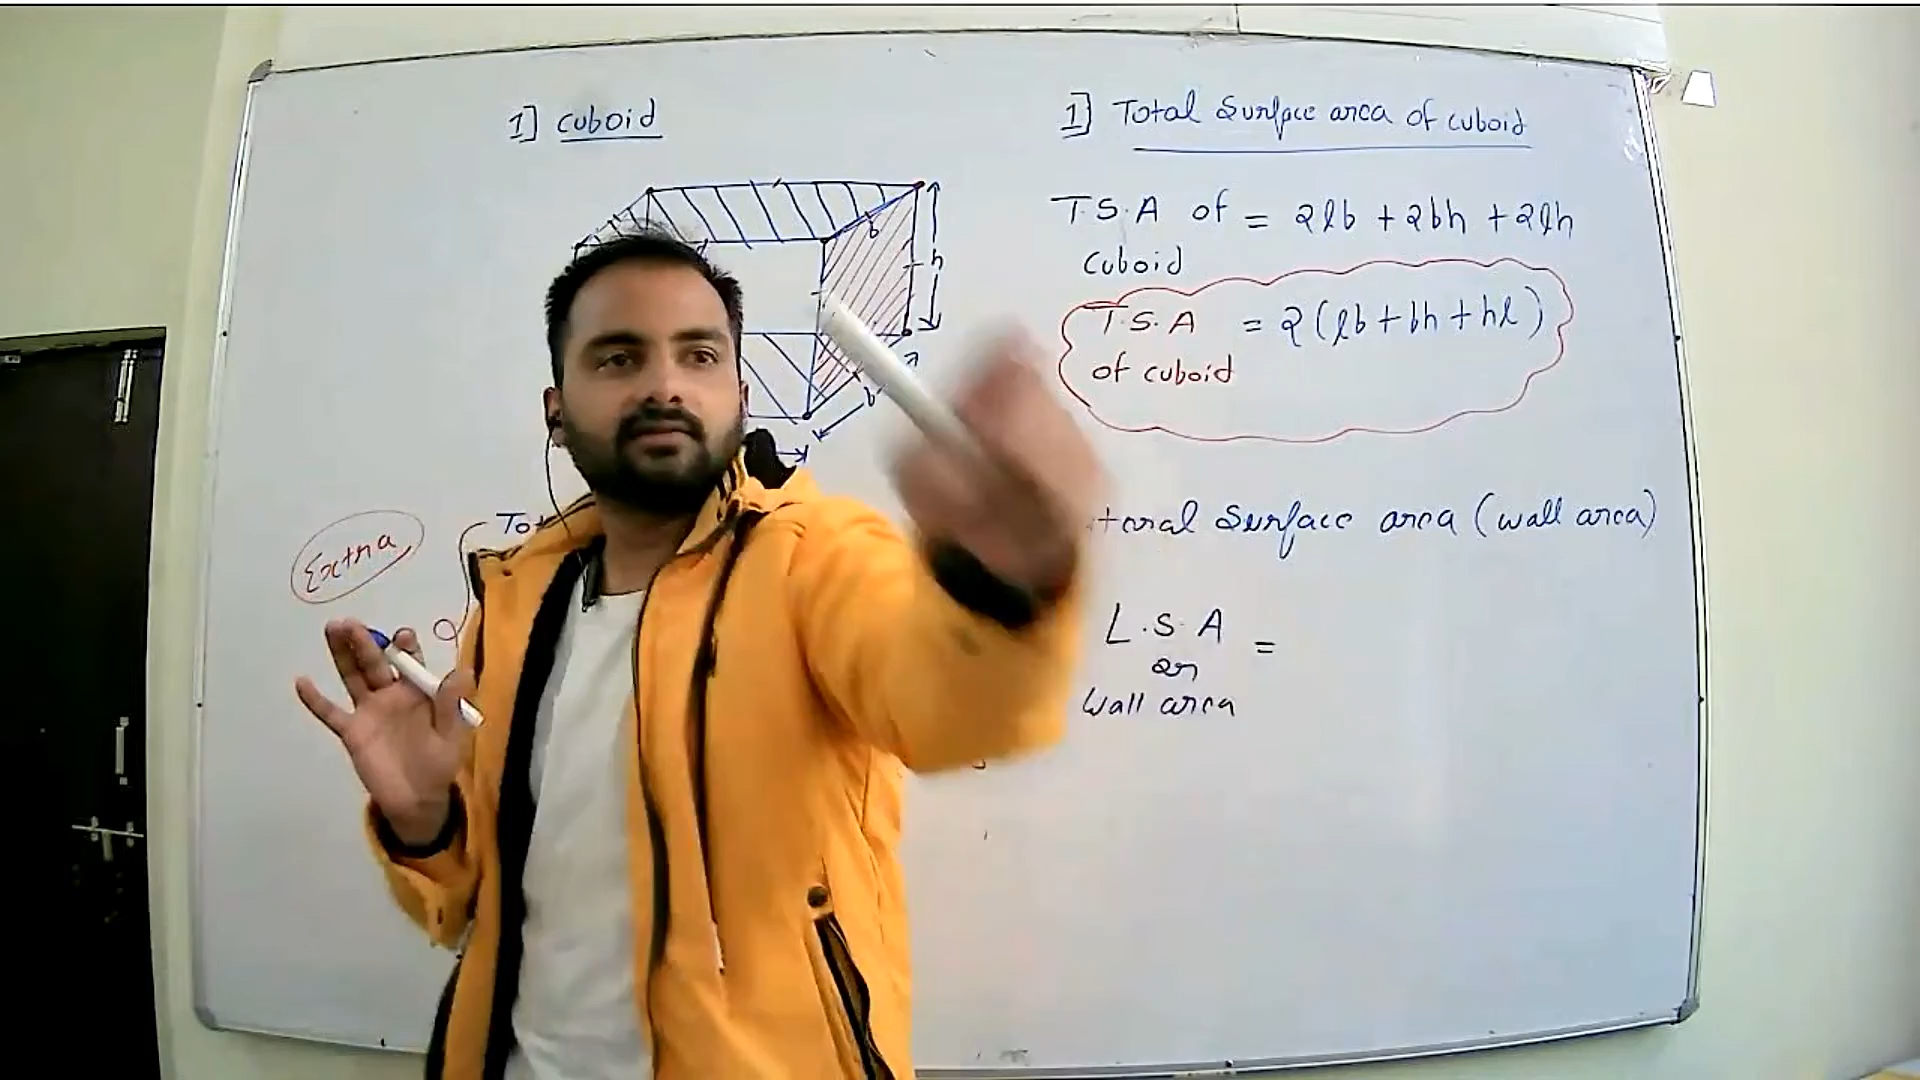 1] cuboid
b
h
b
Extra
1] Total Surface area of cuboid
T.S.A of = 2lb + 2bh + 2lh
cuboid
T.S.A = 2(lb + bh + hl)
of cuboid
Surface area (wall area)
L.S.A =
or
wall area